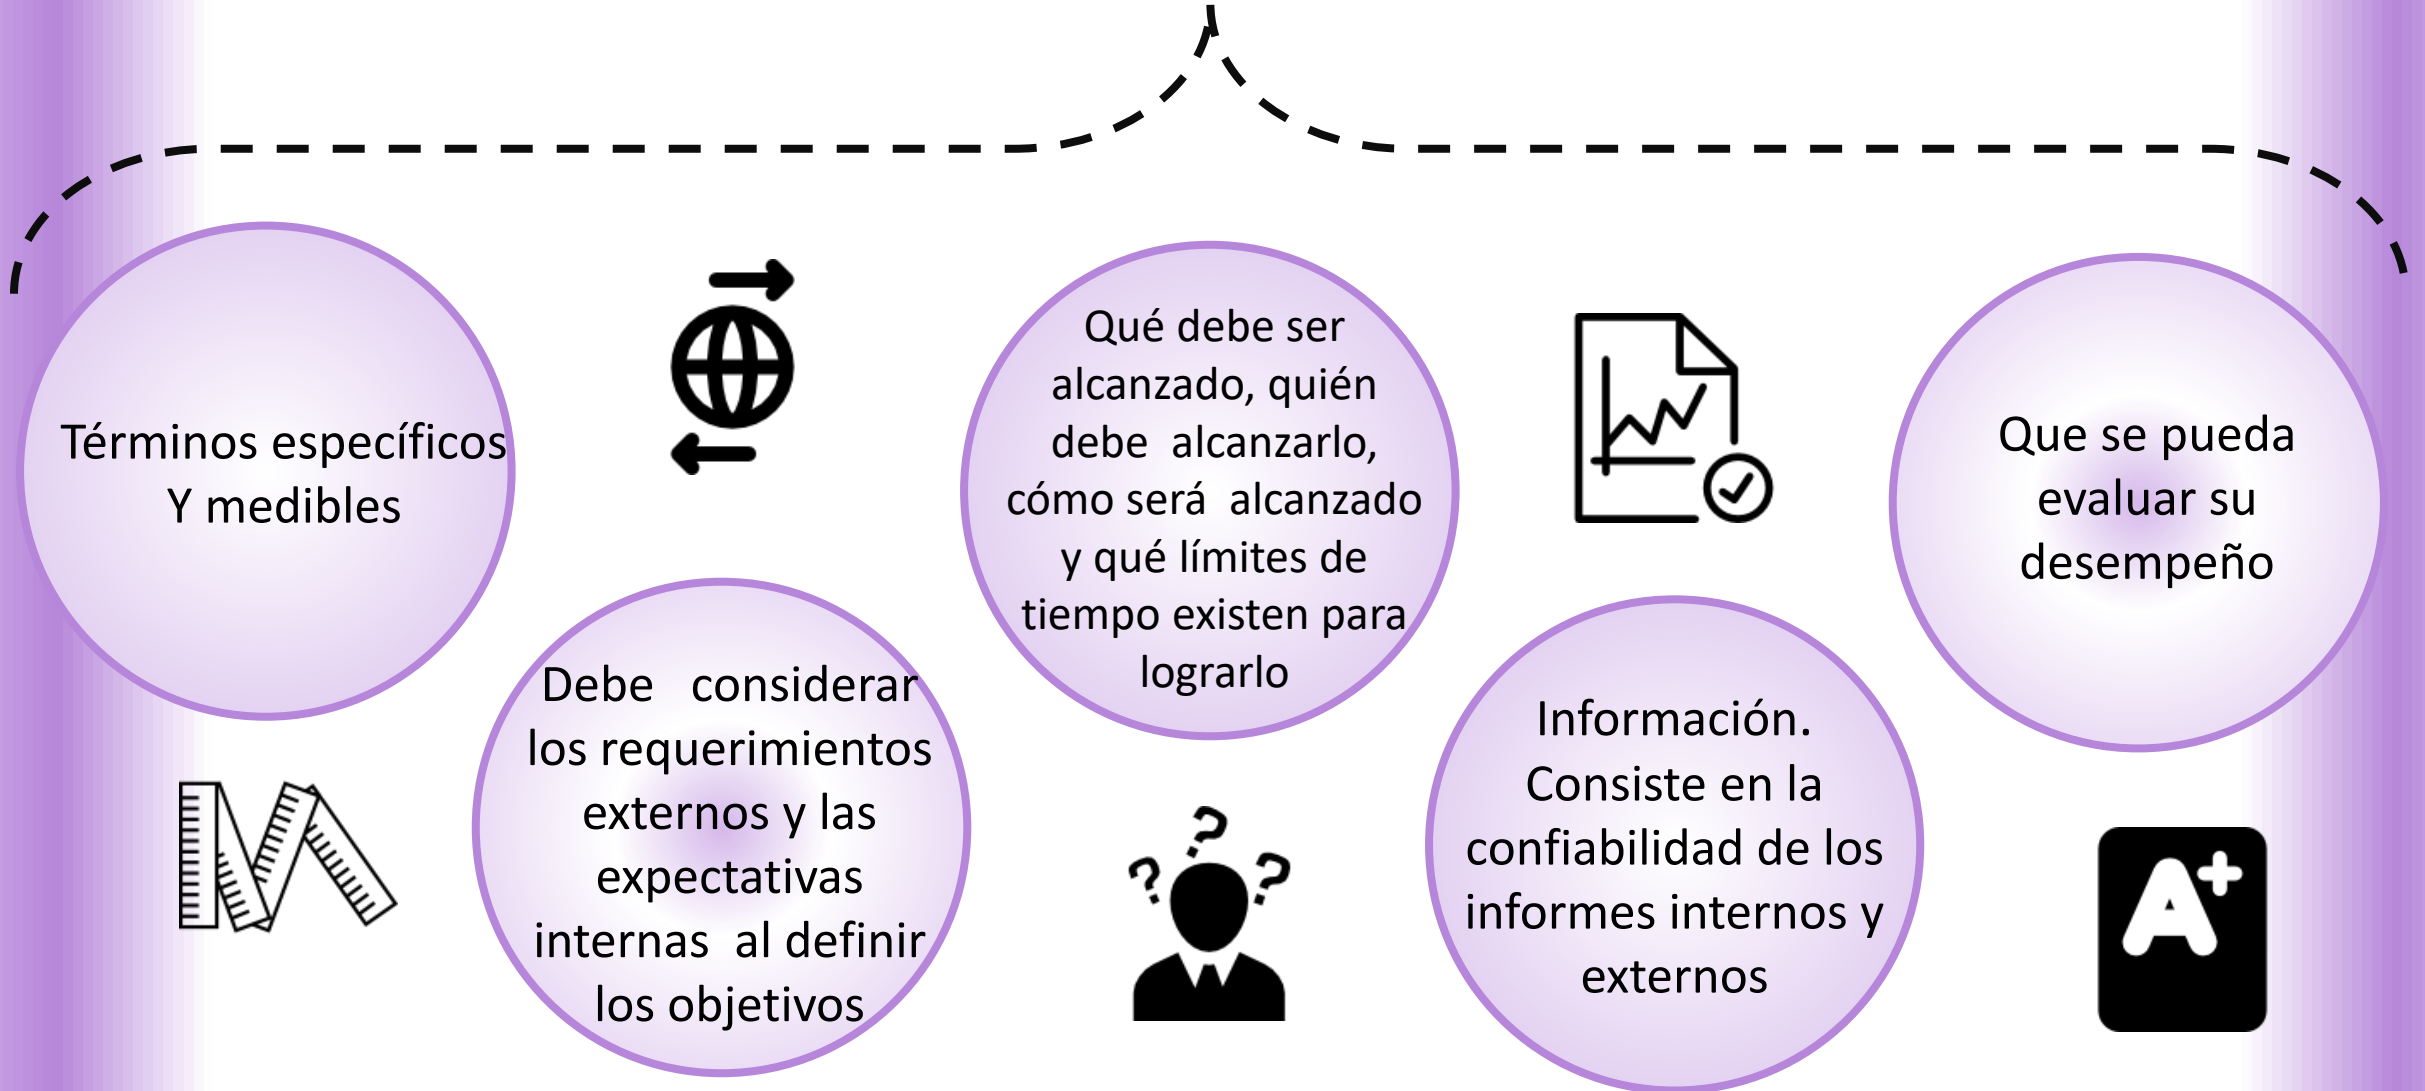 Términos específicos
Y medibles
Debe considerar
los requerimientos
externos y las
expectativas
internas al definir
los objetivos
Qué debe ser
alcanzado, quién
debe alcanzarlo,
cómo será alcanzado
y qué límites de
tiempo existen para
lograrlo
Información.
Consiste en la
confiabilidad de los
informes internos y
externos
Que se pueda
evaluar su
desempeño
? ? ?
A+